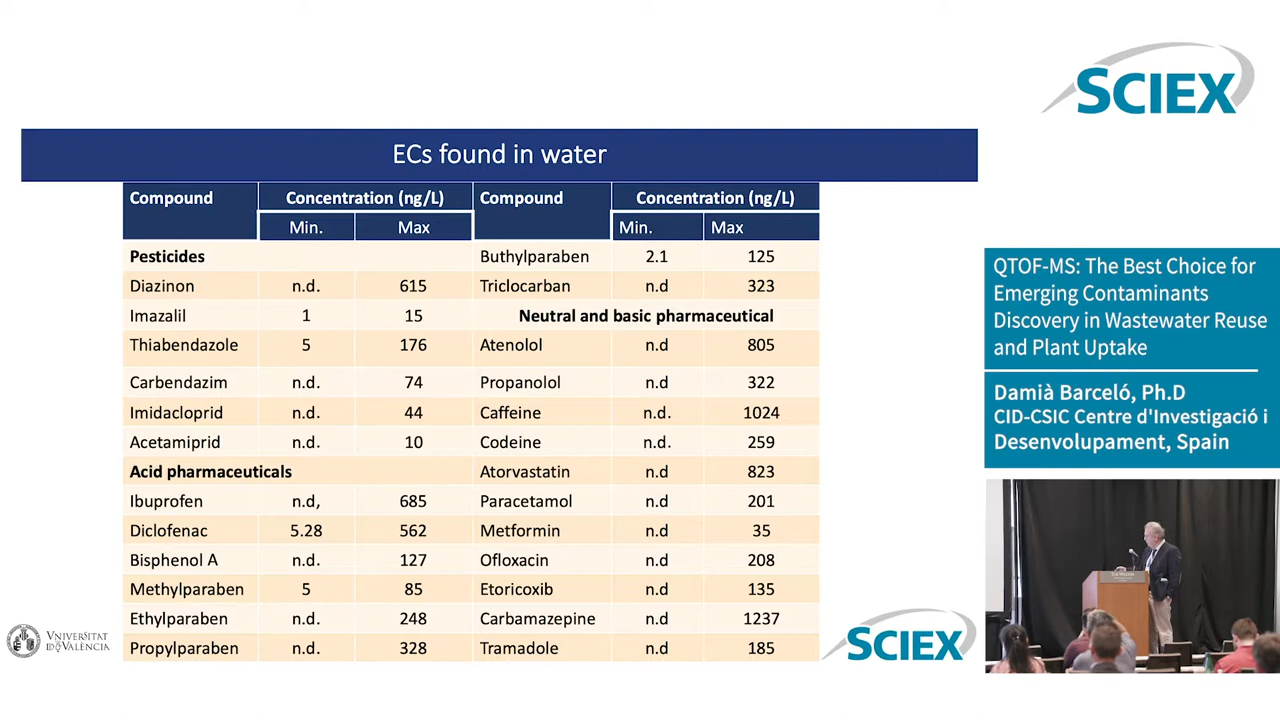 SCIEX
ECs found in water
Compound Concentration (ng/L) Compound Concentration (ng/L)
Min. Max Min. Max
Pesticides Buthylparaben 2.1 125
Diazinon n.d. 615 Triclocarban n.d 323
Imazalil 1 15 Neutral and basic pharmaceutical
Thiabendazole 5 176 Atenolol n.d 805
Carbendazim n.d. 74 Propanolol n.d 322
Imidacloprid n.d. 44 Caffeine n.d. 1024
Acetamiprid n.d. 10 Codeine n.d. 259
Acid pharmaceuticals Atorvastatin n.d 823
Ibuprofen n.d, 685 Paracetamol n.d 201
Diclofenac 5.28 562 Metformin n.d 35
Bisphenol A n.d. 127 Ofloxacin n.d 208
Methylparaben 5 85 Etoricoxib n.d 135
Ethylparaben n.d. 248 Carbamazepine n.d 1237
Propylparaben n.d. 328 Tramadole n.d 185
VNIVERSITAT
ID VALÈNCIA
SCIEX
QTOF-MS: The Best Choice for
Emerging Contaminants
Discovery in Wastewater Reuse
and Plant Uptake
Damià Barceló, Ph.D
CID-CSIC Centre d'Investigació i
Desenvolupament, Spain